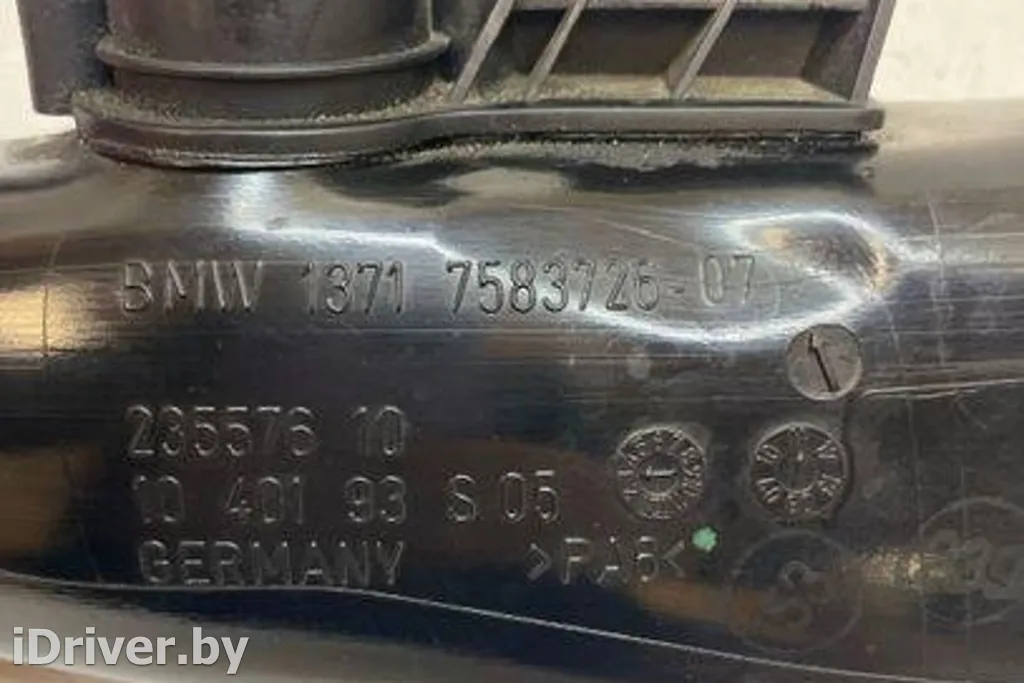 BMW 1371 7583726-07
235576 10
10 401 93 S 05
GERMANY >PA6<
iDriver.by